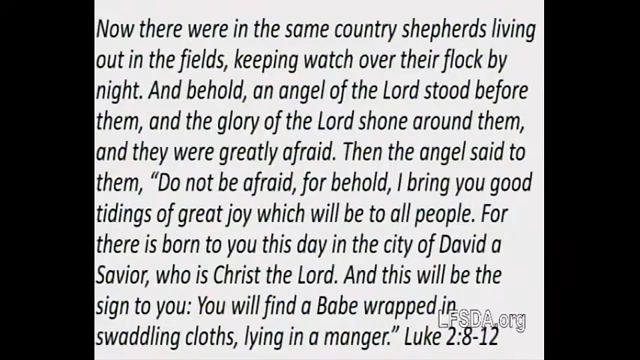 Now there were in the same country shepherds living
out in the fields, keeping watch over their flock by
night. And behold, an angel of the Lord stood before
them, and the glory of the Lord shone around them,
and they were greatly afraid. Then the angel said to
them, “Do not be afraid, for behold, I bring you good
tidings of great joy which will be to all people. For
there is born to you this day in the city of David a
Savior, who is Christ the Lord. And this will be the
sign to you: You will find a Babe wrapped in
swaddling cloths, lying in a manger.” Luke 2:8-12
LFSDA.org